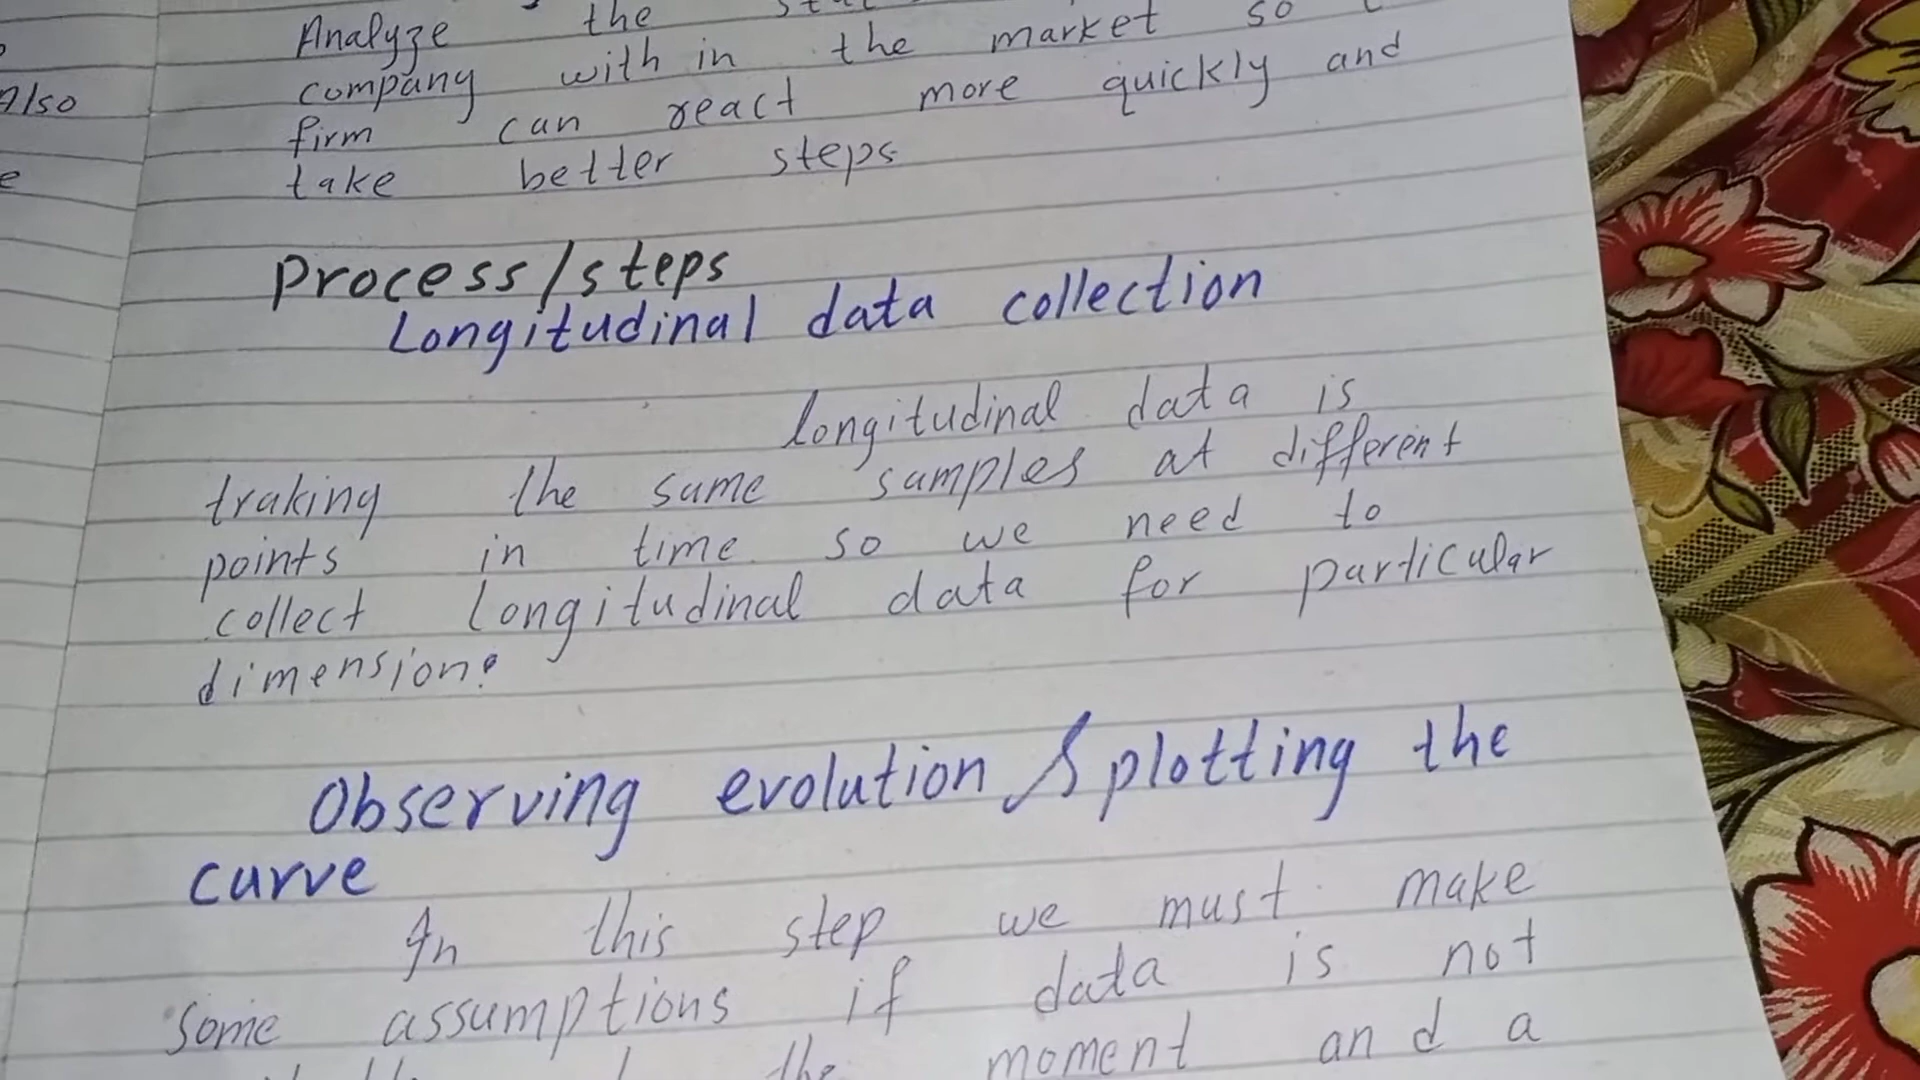 Also
e
Analyze the
company with in the market so
firm can react more quickly and
take better steps
Process/steps
Longitudinal data collection
longitudinal data is
traking the same samples at different
points in time. so we need to
collect longitudinal data for particular
dimension.
Observing evolution / plotting the
curve
In this step we must make
some assumptions if data is not
the moment and a